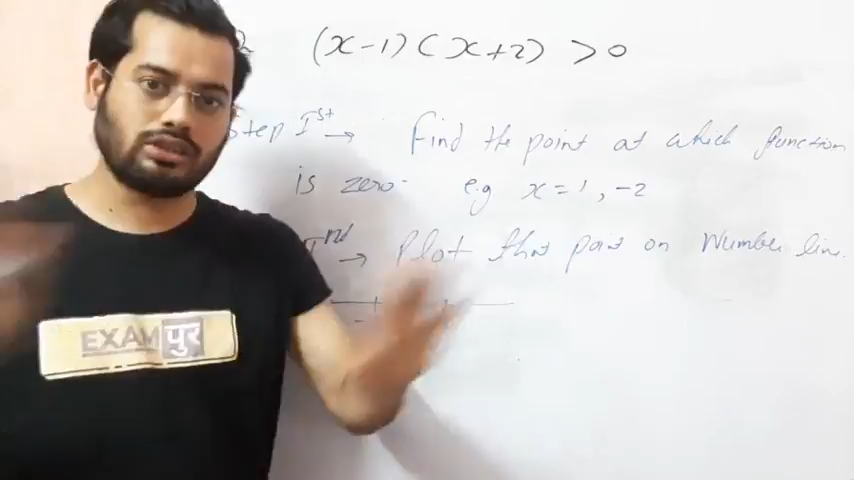 (x-1)(x+2) >0
Step Ist → Find the point at which function
is zero. e.g x=1,-2
IInd → Plot that point on Number line.
EXAMपुर